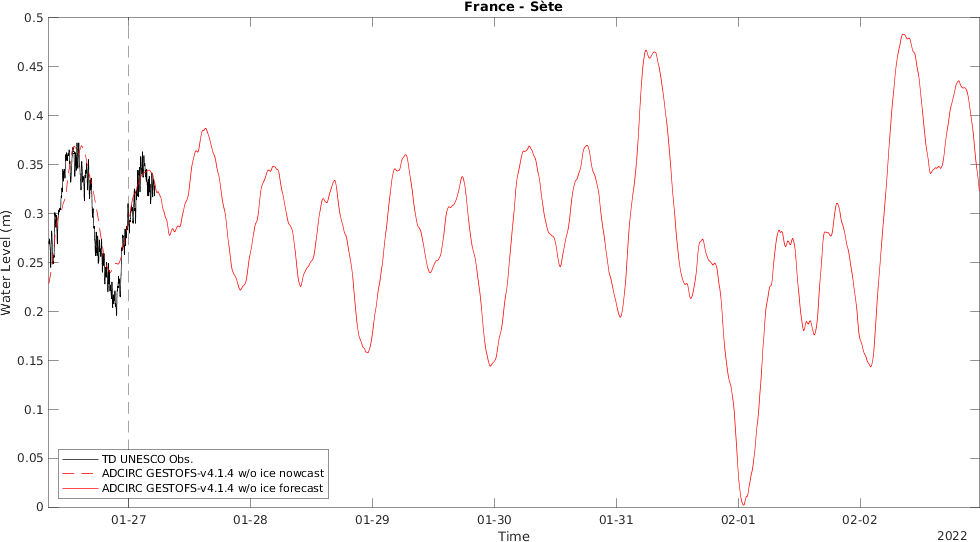 France - Sète
Water Level (m)
0.5
0.45
0.4
0.35
0.3
0.25
0.2
0.15
0.1
0.05
0
TD UNESCO Obs.
ADCIRC GESTOFS-v4.1.4 w/o ice nowcast
ADCIRC GESTOFS-v4.1.4 w/o ice forecast
01-27 01-28 01-29 01-30 01-31 02-01 02-02
Time
2022